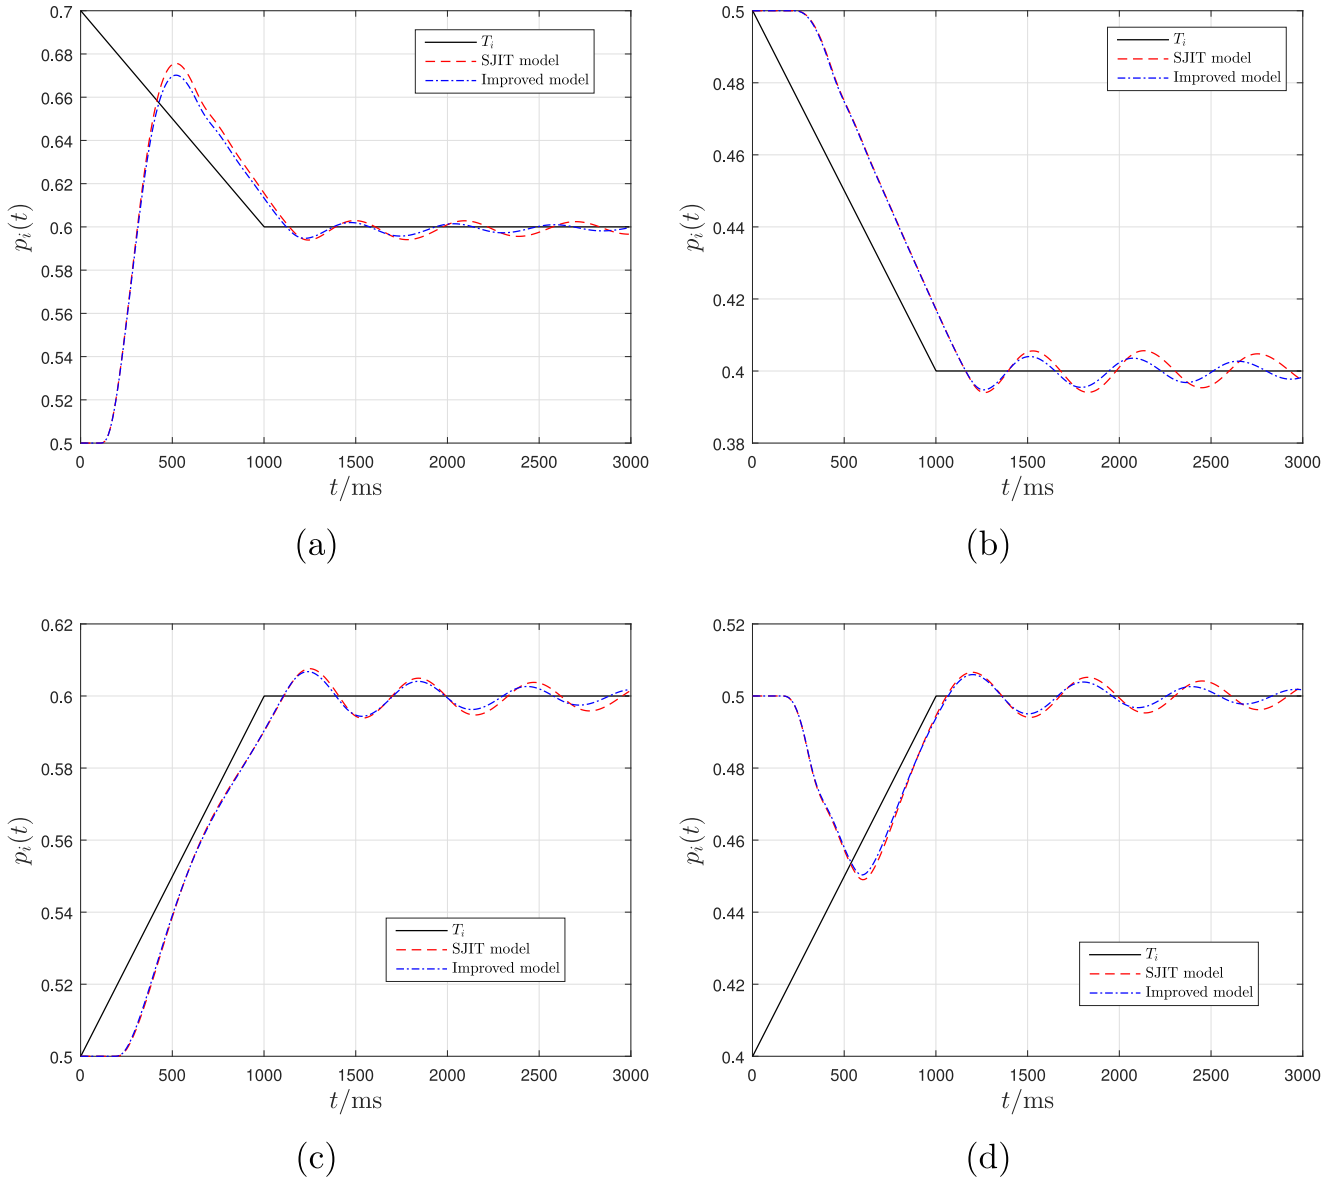 0.7
0.68
0.66
0.64
0.62
0.6
0.58
0.56
0.54
0.52
0.5
p_i(t)
0 500 1000 1500 2000 2500 3000
t/ms
T_i
SJIT model
Improved model
(a)
0.5
0.48
0.46
0.44
0.42
0.4
0.38
p_i(t)
0 500 1000 1500 2000 2500 3000
t/ms
T_i
SJIT model
Improved model
(b)
0.62
0.6
0.58
0.56
0.54
0.52
0.5
p_i(t)
0 500 1000 1500 2000 2500 3000
t/ms
T_i
SJIT model
Improved model
(c)
0.52
0.5
0.48
0.46
0.44
0.42
0.4
p_i(t)
0 500 1000 1500 2000 2500 3000
t/ms
T_i
SJIT model
Improved model
(d)